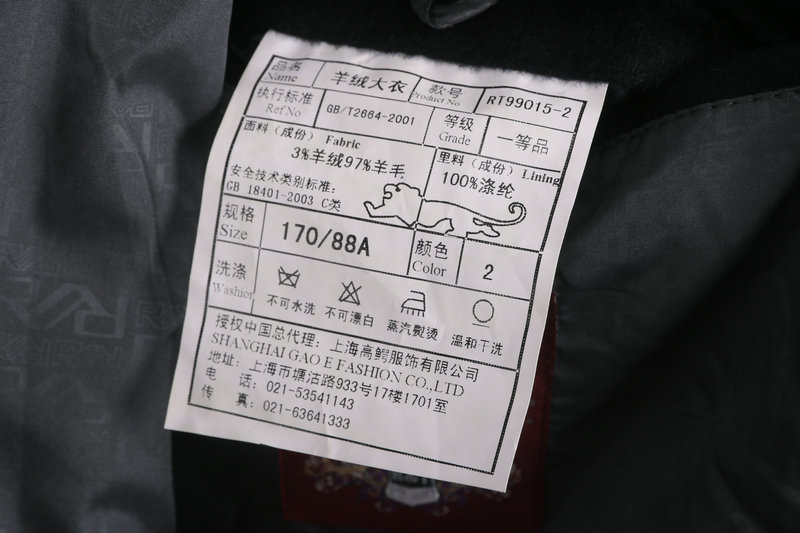 品名 Name 羊绒大衣 款号 Product No RT99015-2
执行标准 Ref No GB/T2664-2001 等级 Grade 一等品
面料（成份）Fabric
3%羊绒97%羊毛
里料（成份）Lining
100%涤纶
安全技术类别标准：
GB 18401-2003 C类
规格 Size 170/88A 颜色 Color 2
洗涤 Washior
不可水洗 不可漂白 蒸汽熨烫 温和干洗
授权中国总代理：上海高鳄服饰有限公司
SHANGHAI GAO E FASHION CO.,LTD
地址：上海市塘沽路933号17楼1701室
电 话：021-53541143
传 真：021-63641333